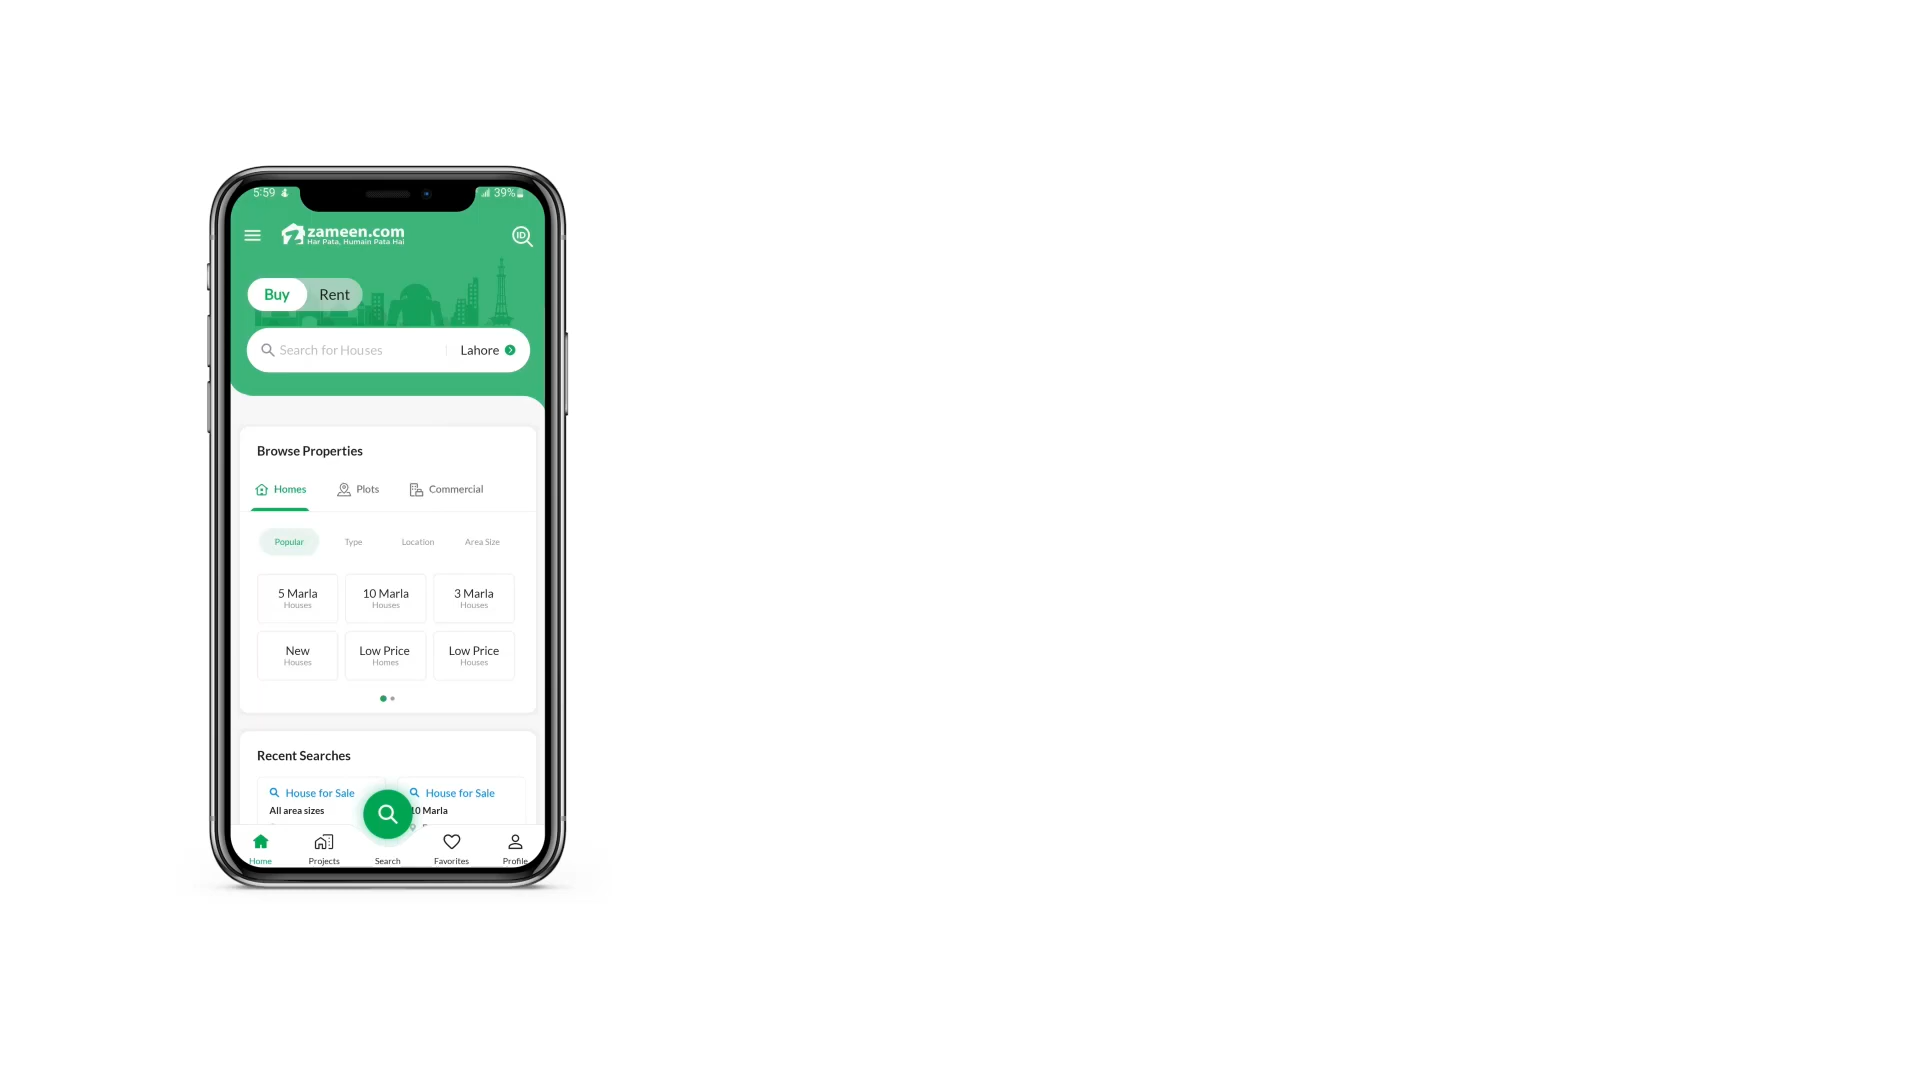 5:59
39%
zameen.com
Har Pata, Humain Pata Hai
ID
Buy Rent
Search for Houses Lahore
Browse Properties
Homes Plots Commercial
Popular Type Location Area Size
5 Marla 10 Marla 3 Marla
Houses Houses Houses
New Low Price Low Price
Houses Homes Houses
Recent Searches
House for Sale House for Sale
All area sizes 10 Marla
Home Projects Search Favorites Profile